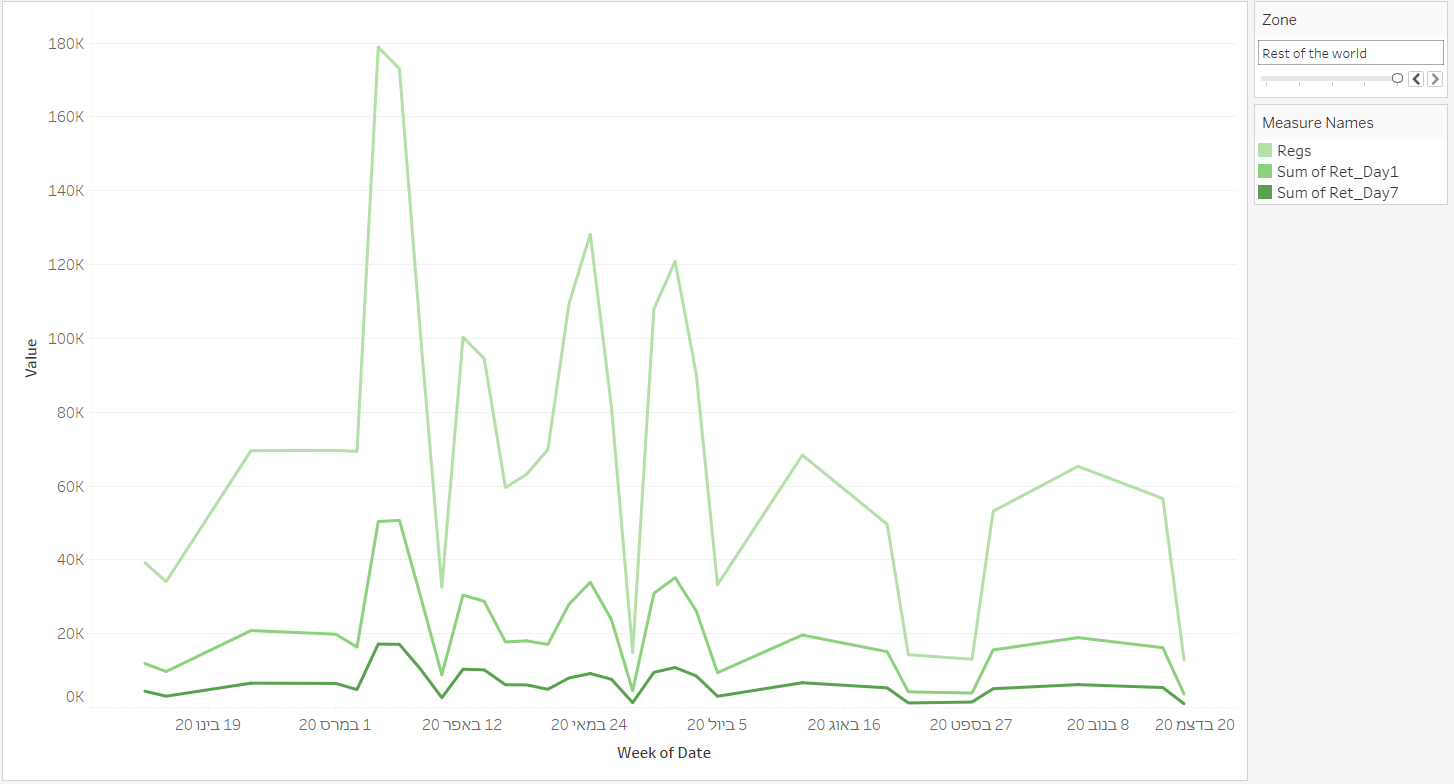 Zone
Rest of the world
Measure Names
Regs
Sum of Ret_Day1
Sum of Ret_Day7
Value
180K
160K
140K
120K
100K
80K
60K
40K
20K
0K
19 בינו 20
1 במרס 20
12 באפר 20
24 במאי 20
5 ביול 20
16 באוג 20
27 בספט 20
8 בנוב 20
20 בדצמ 20
Week of Date